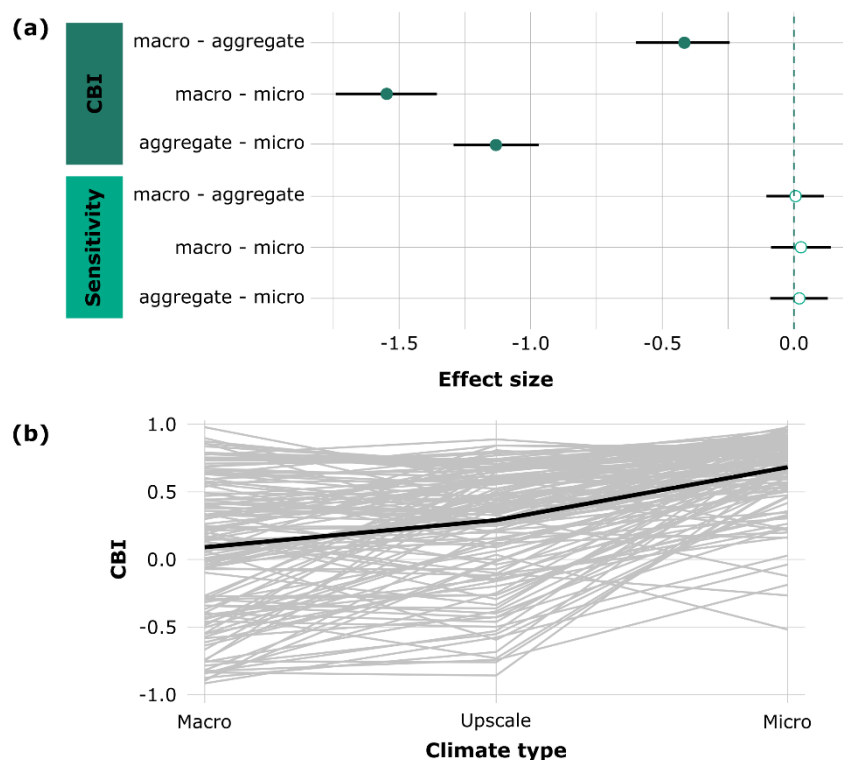 (a)
CBI
macro - aggregate
macro - micro
aggregate - micro
Sensitivity
macro - aggregate
macro - micro
aggregate - micro
-1.5 -1.0 -0.5 0.0
Effect size
(b)
CBI
1.0
0.5
0.0
-0.5
-1.0
Macro Upscale Micro
Climate type